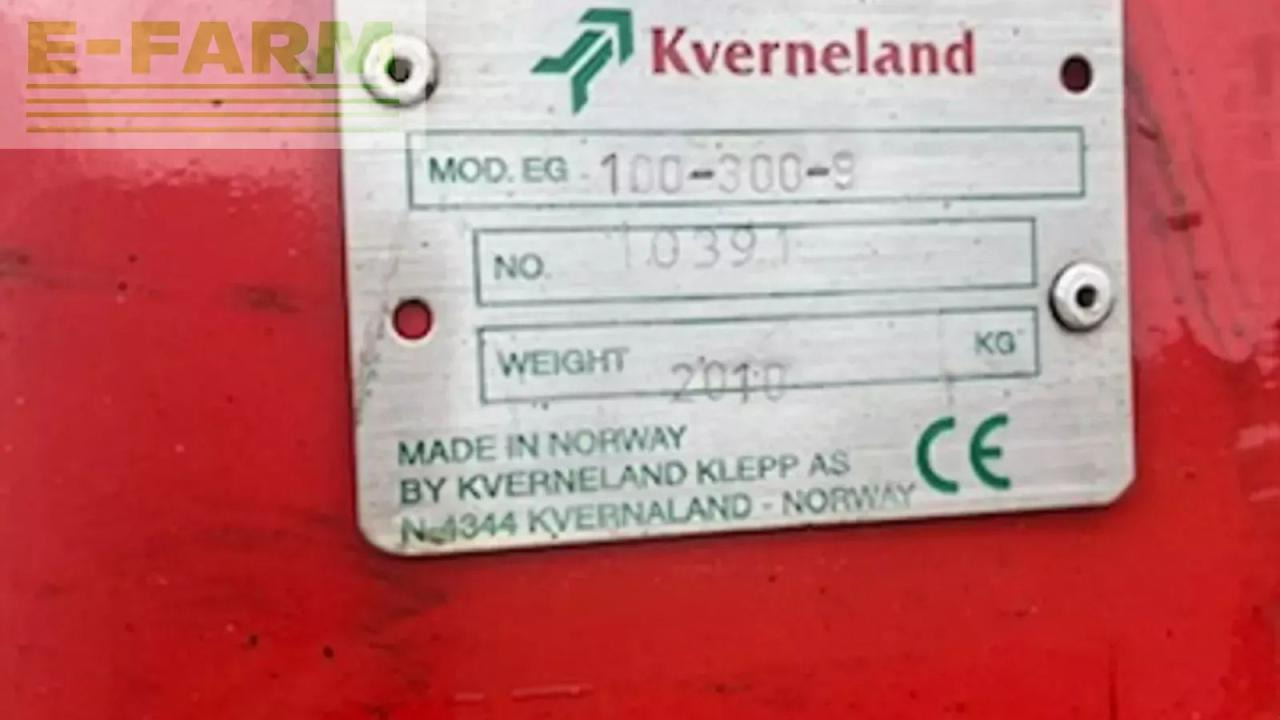 E-FARM
Kverneland
MOD. EG 100-300-9
NO. 10391
WEIGHT 2010 KG
MADE IN NORWAY
BY KVERNELAND KLEPP AS
N-4344 KVERNALAND - NORWAY
CE